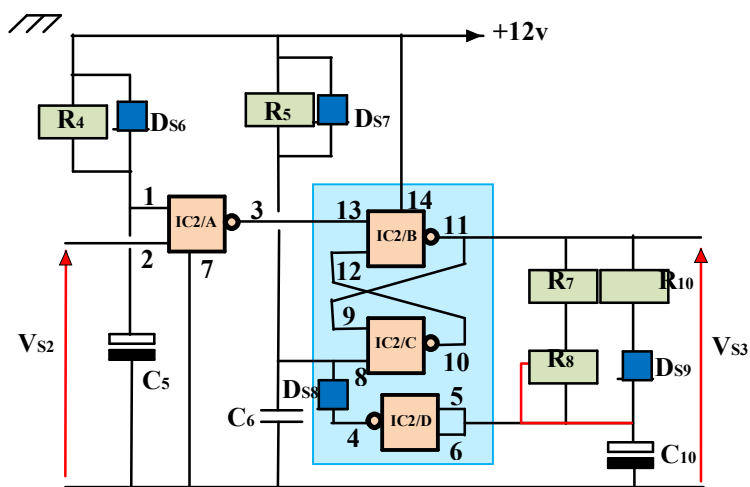 +12v
R4
DS6
R5
DS7
1
IC2/A
3
13
14
IC2/B
11
2
7
12
R7
R10
VS2
9
IC2/C
10
8
R8
DS9
VS3
C5
DS8
5
C6
4
IC2/D
6
C10